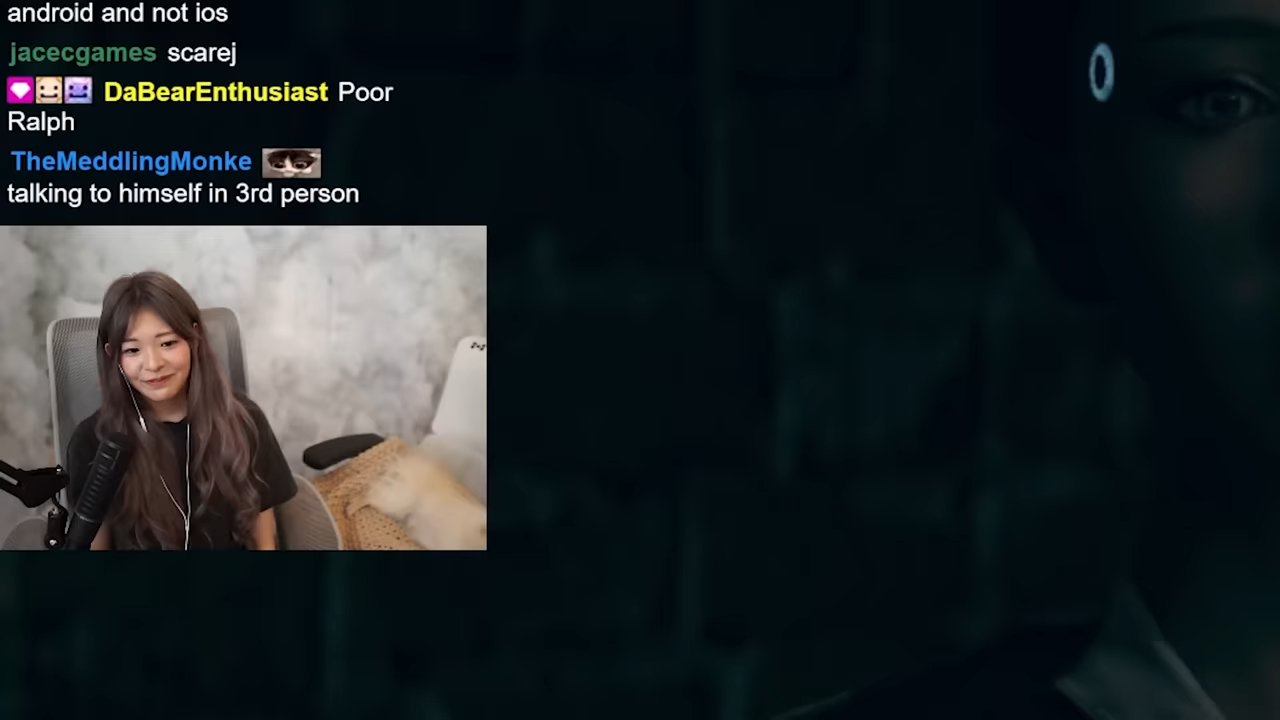 android and not ios
jacecgames scarej
DaBearEnthusiast Poor
Ralph
TheMeddlingMonke
talking to himself in 3rd person